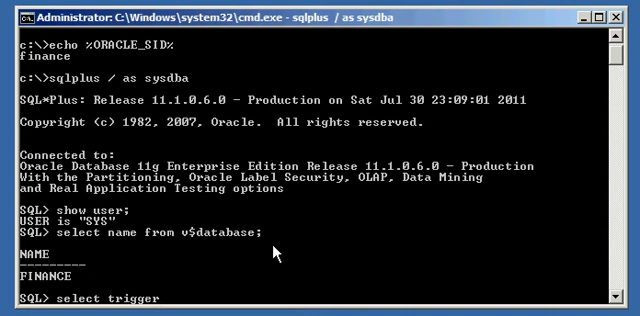 Administrator: C:\Windows\system32\cmd.exe - sqlplus / as sysdba
c:\>echo %ORACLE_SID%
finance
c:\>sqlplus / as sysdba
SQL*Plus: Release 11.1.0.6.0 - Production on Sat Jul 30 23:09:01 2011
Copyright (c) 1982, 2007, Oracle.  All rights reserved.
Connected to:
Oracle Database 11g Enterprise Edition Release 11.1.0.6.0 - Production
With the Partitioning, Oracle Label Security, OLAP, Data Mining
and Real Application Testing options
SQL> show user;
USER is "SYS"
SQL> select name from v$database;
NAME
---------
FINANCE
SQL> select trigger